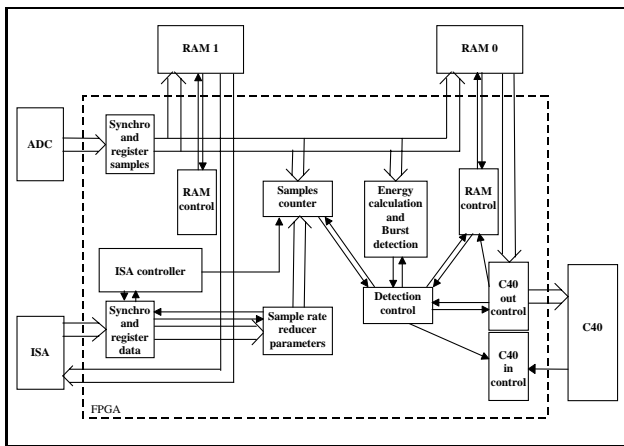 RAM 1
RAM 0
ADC
Synchro
and
register
samples
RAM
control
Samples
counter
Energy
calculation
and
Burst
detection
RAM
control
ISA controller
Detection
control
C40
out
control
C40
ISA
Synchro
and
register
data
Sample rate
reducer
parameters
C40
in
control
FPGA